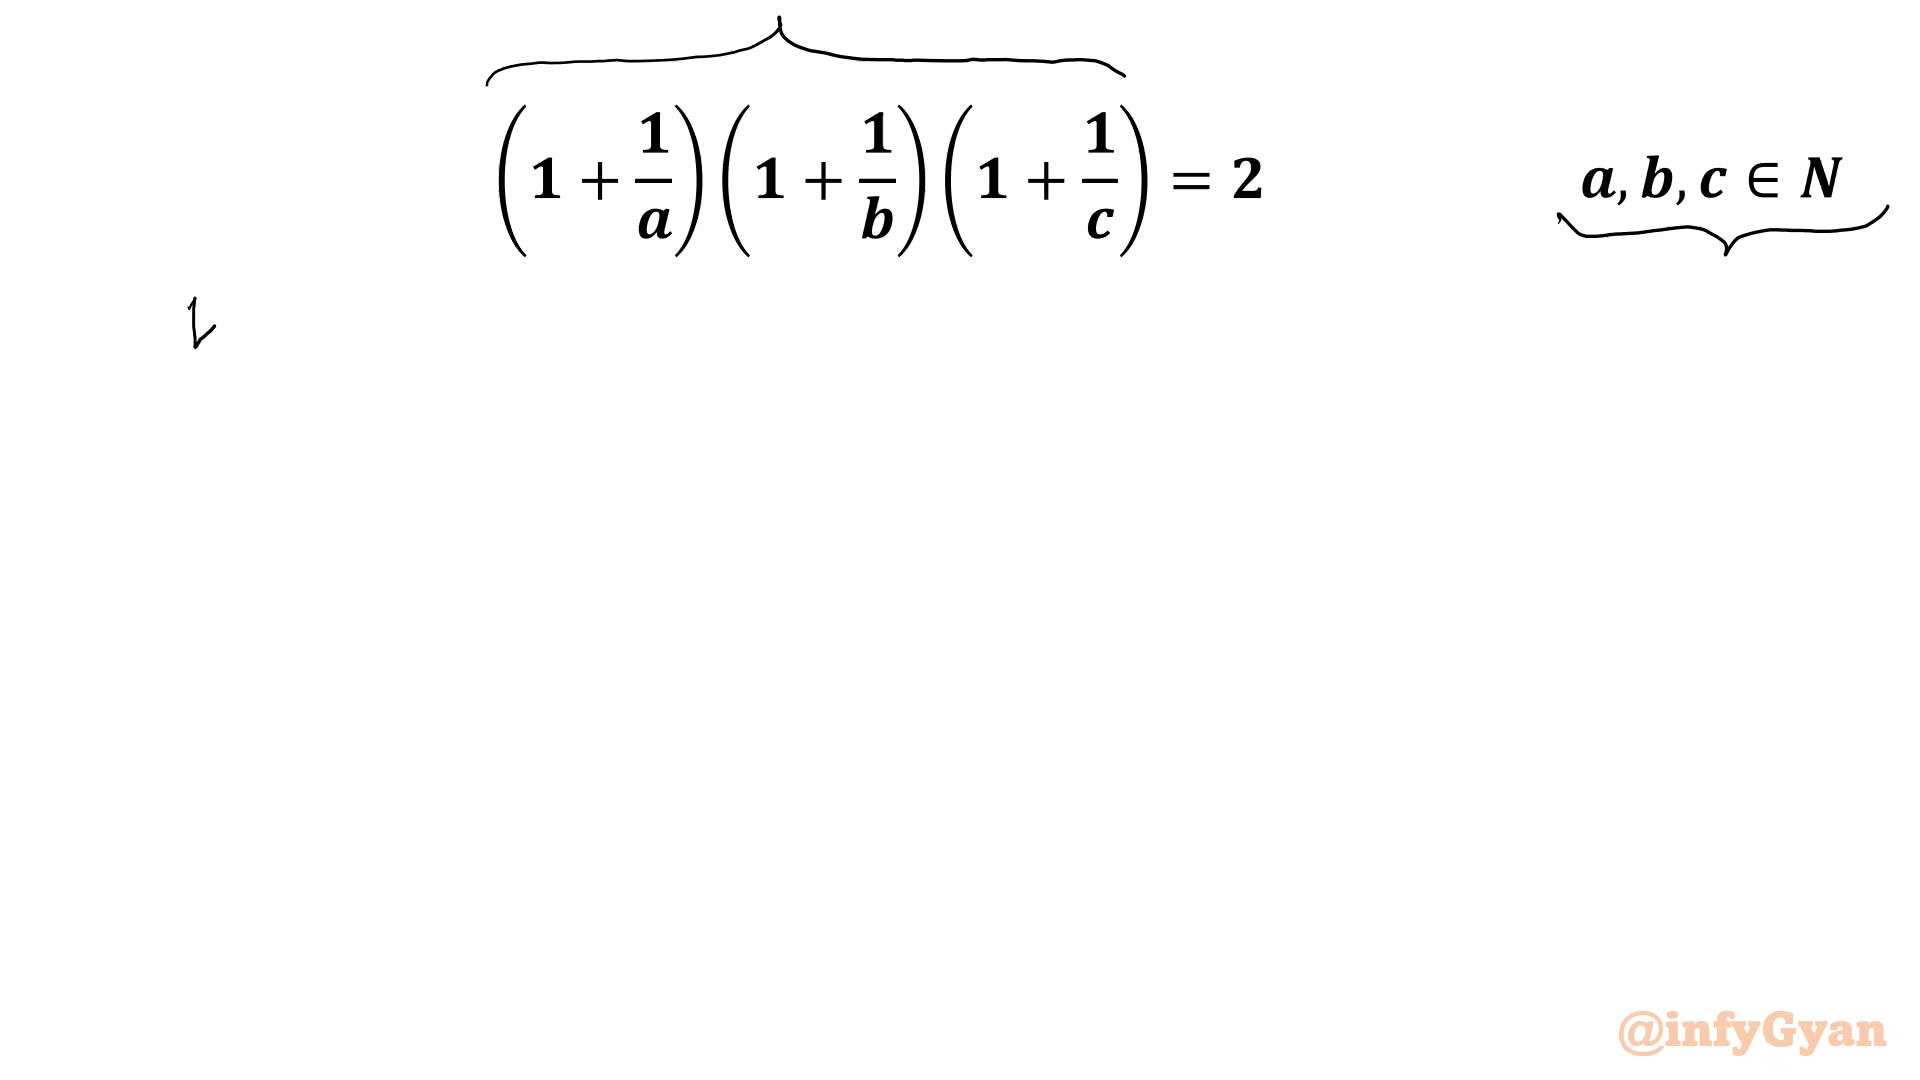 (1 + 1/a)(1 + 1/b)(1 + 1/c) = 2
a, b, c ∈ N
@infyGyan